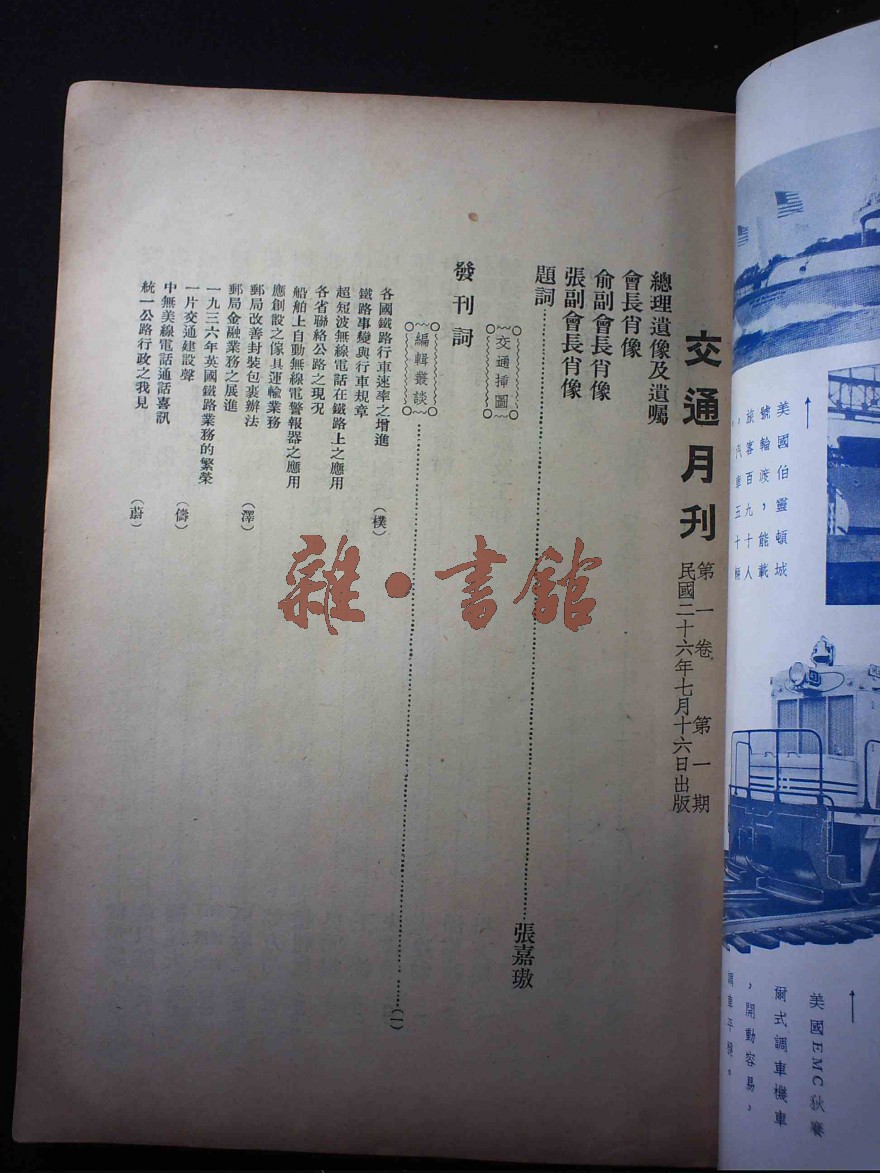 交通月刊
第一卷 第一期
民國二十六年七月十六日出版
總理遺像及遺囑
會長肖像
俞副會長肖像
張副會長肖像
題詞
張嘉璈
交通插圖
發刊詞
編輯叢談
(一)
各國鐵路行車速率之增進
(樸)
鐵路事變與行車規章
超短波無線電話在鐵路上之應用
各省聯絡公路之現況
船舶上自動無線電警報器之應用
應創設之傢具運輸業務
郵局改善封裝包裹辦法
(澤)
郵局金融業務之展進
一九三六年英國鐵路業務的繁榮
一片交通建設聲
(儔)
中無美線電話通話喜訊
統一公路行政之我見
(蔚)
雜·書館
美國伯靈頓城
號輪渡，能載
旅客百九十人
，汽車五十輛
美國EMC狄賽
爾式調車機車
，開動容易，